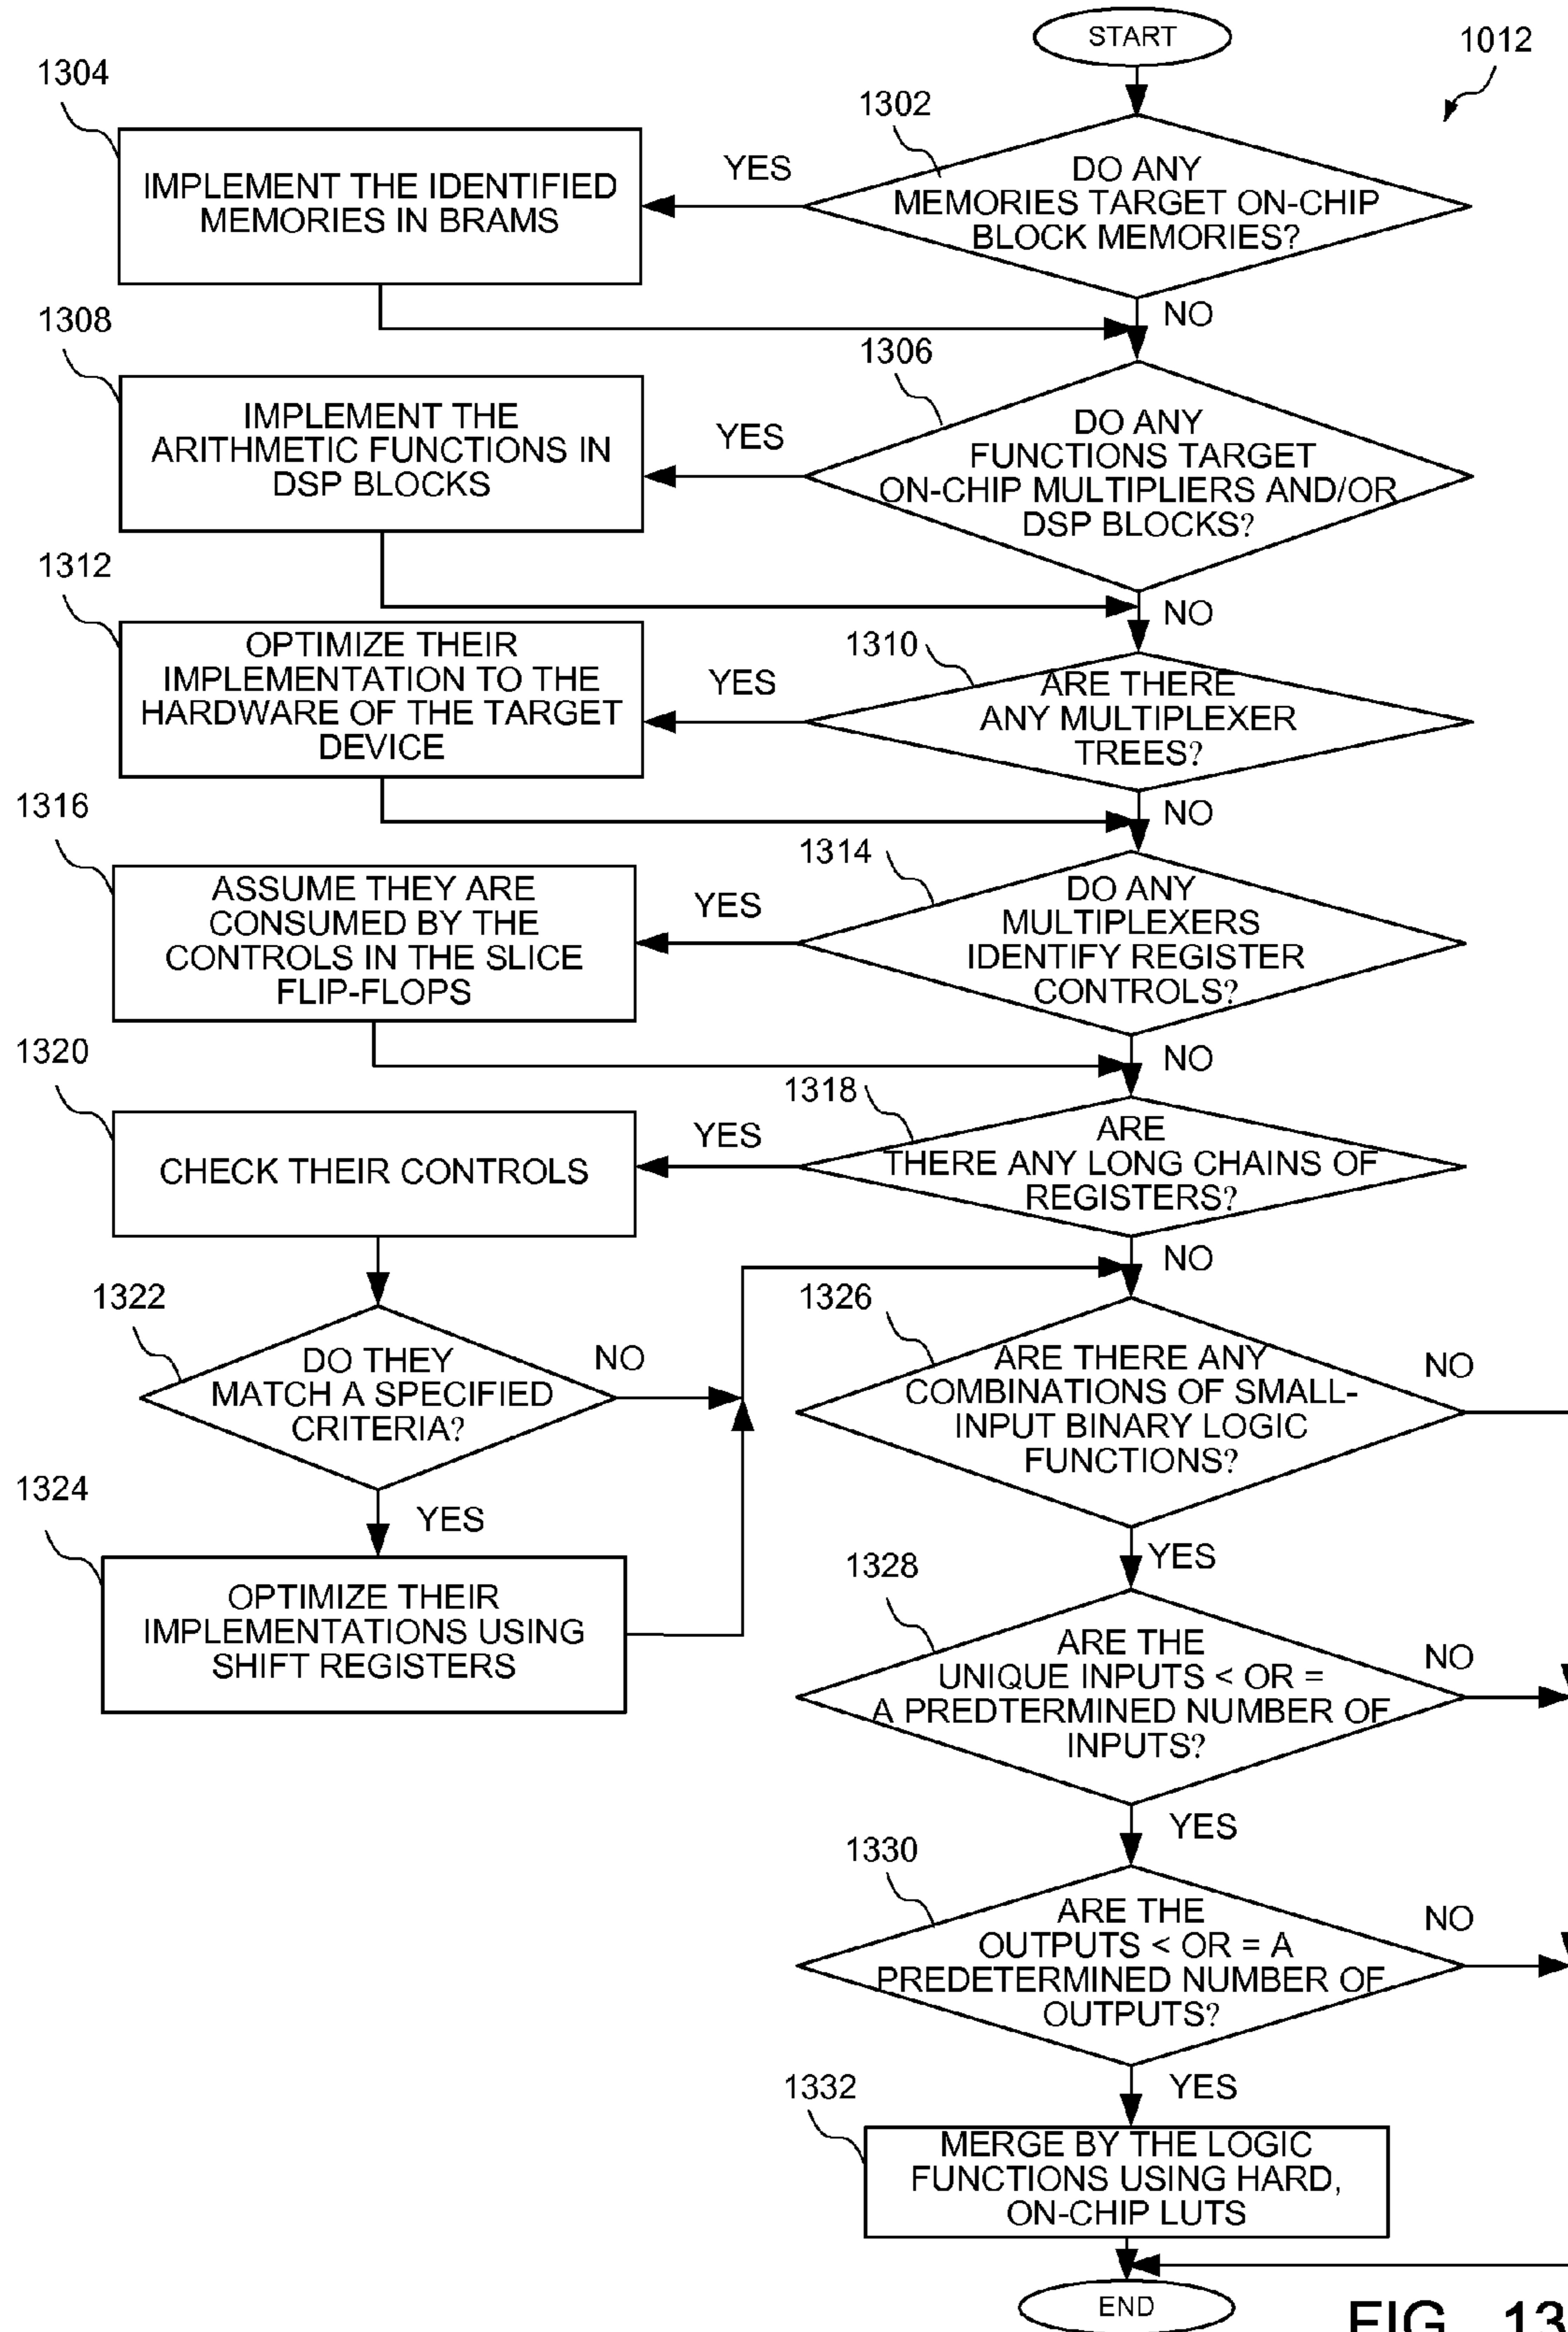 START
1012
1304
1302
IMPLEMENT THE IDENTIFIED
MEMORIES IN BRAMS
YES
DO ANY
MEMORIES TARGET ON-CHIP
BLOCK MEMORIES?
NO
1308
1306
IMPLEMENT THE
ARITHMETIC FUNCTIONS IN
DSP BLOCKS
YES
DO ANY
FUNCTIONS TARGET
ON-CHIP MULTIPLIERS AND/OR
DSP BLOCKS?
NO
1312
1310
OPTIMIZE THEIR
IMPLEMENTATION TO THE
HARDWARE OF THE TARGET
DEVICE
YES
ARE THERE
ANY MULTIPLEXER
TREES?
NO
1316
1314
ASSUME THEY ARE
CONSUMED BY THE
CONTROLS IN THE SLICE
FLIP-FLOPS
YES
DO ANY
MULTIPLEXERS
IDENTIFY REGISTER
CONTROLS?
NO
1320
1318
CHECK THEIR CONTROLS
YES
ARE
THERE ANY LONG CHAINS OF
REGISTERS?
NO
1322
DO THEY
MATCH A SPECIFIED
CRITERIA?
NO
YES
1324
OPTIMIZE THEIR
IMPLEMENTATIONS USING
SHIFT REGISTERS
1326
ARE THERE ANY
COMBINATIONS OF SMALL-
INPUT BINARY LOGIC
FUNCTIONS?
NO
YES
1328
ARE THE
UNIQUE INPUTS < OR =
A PREDTERMINED NUMBER OF
INPUTS?
NO
YES
1330
ARE THE
OUTPUTS < OR = A
PREDETERMINED NUMBER OF
OUTPUTS?
NO
YES
1332
MERGE BY THE LOGIC
FUNCTIONS USING HARD,
ON-CHIP LUTS
END
FIG. 13